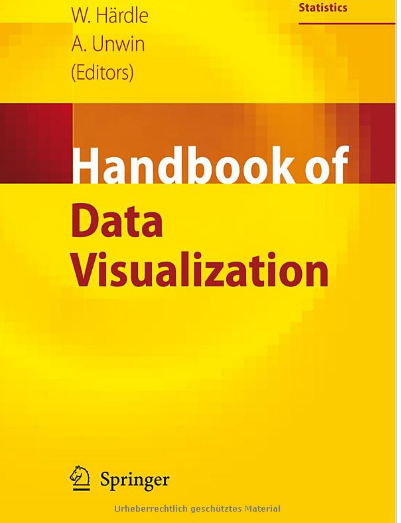 W. Härdle
A. Unwin
(Editors)
Statistics
Handbook of
Data
Visualization
Springer
Urheberrechtlich geschütztes Material